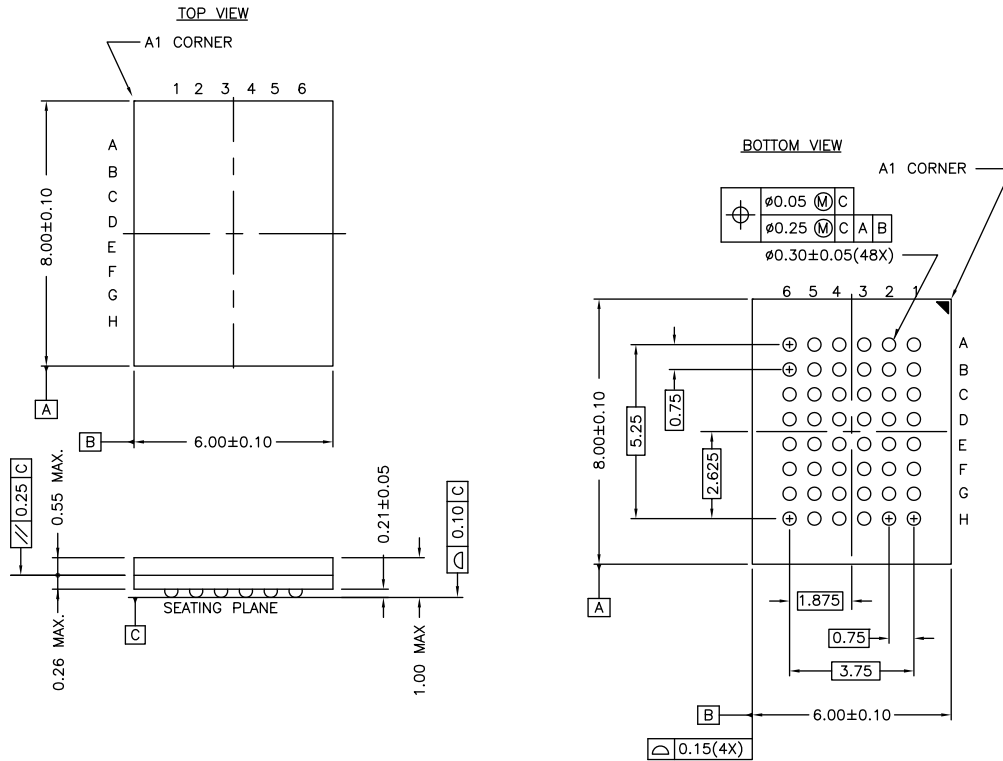 TOP VIEW
A1 CORNER
1 2 3 4 5 6
A
B
C
D
E
F
G
H
8.00±0.10
A
B
6.00±0.10
// 0.25 C
0.55 MAX.
0.21±0.05
0.10 C
SEATING PLANE
C
0.26 MAX.
1.00 MAX
BOTTOM VIEW
A1 CORNER
ø0.05 Ⓜ C
ø0.25 Ⓜ C A B
ø0.30±0.05(48X)
6 5 4 3 2 1
A
B
C
D
E
F
G
H
8.00±0.10
5.25
0.75
2.625
A
1.875
0.75
3.75
B
6.00±0.10
0.15(4X)